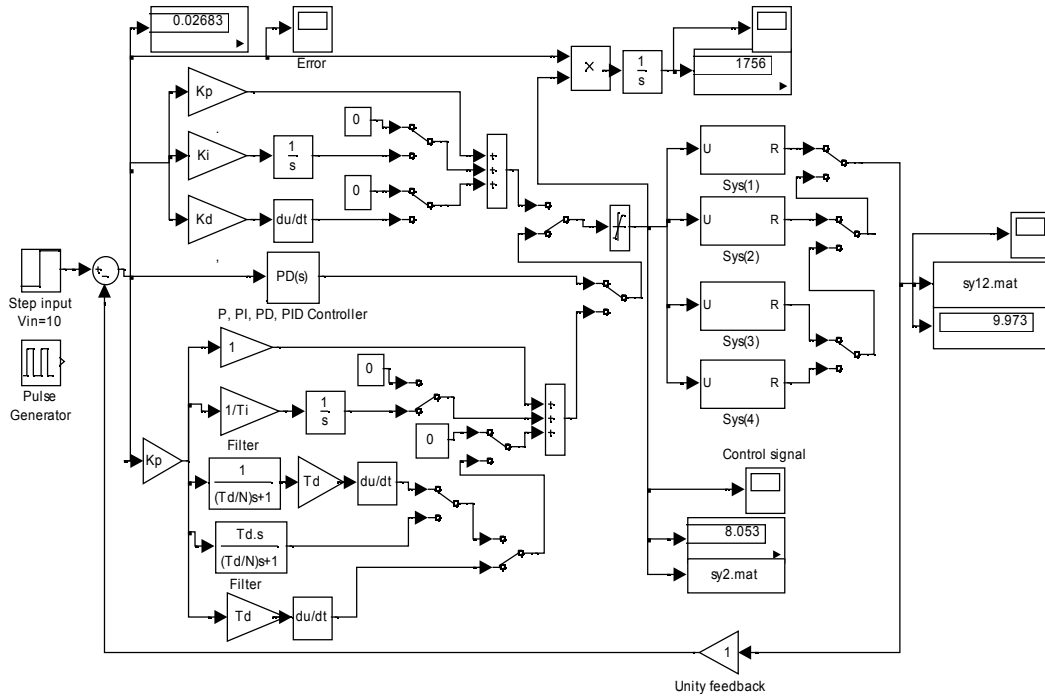 0.02683
Error
×
1
s
1756
Kp
0
Ki
1
s
0
Kd
du/dt
+
+
+
U R
Sys(1)
U R
Sys(2)
U R
Sys(3)
U R
Sys(4)
sy12.mat
9.973
Step input
Vin=10
+
-
PD(s)
P, PI, PD, PID Controller
Pulse
Generator
1
0
1/Ti
1
s
Filter
+
+
+
0
Kp
1
(Td/N)s+1
Td
du/dt
Td.s
(Td/N)s+1
Filter
Td
du/dt
Control signal
8.053
sy2.mat
1
Unity feedback